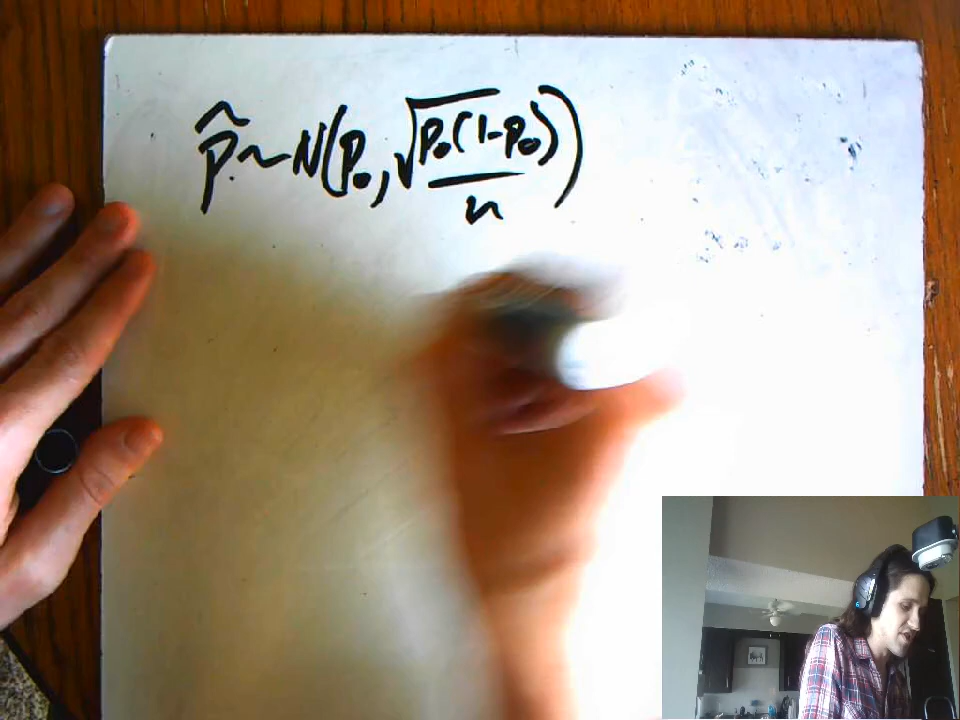 p̂ ~ N(p₀, √(p₀(1-p₀)/n))